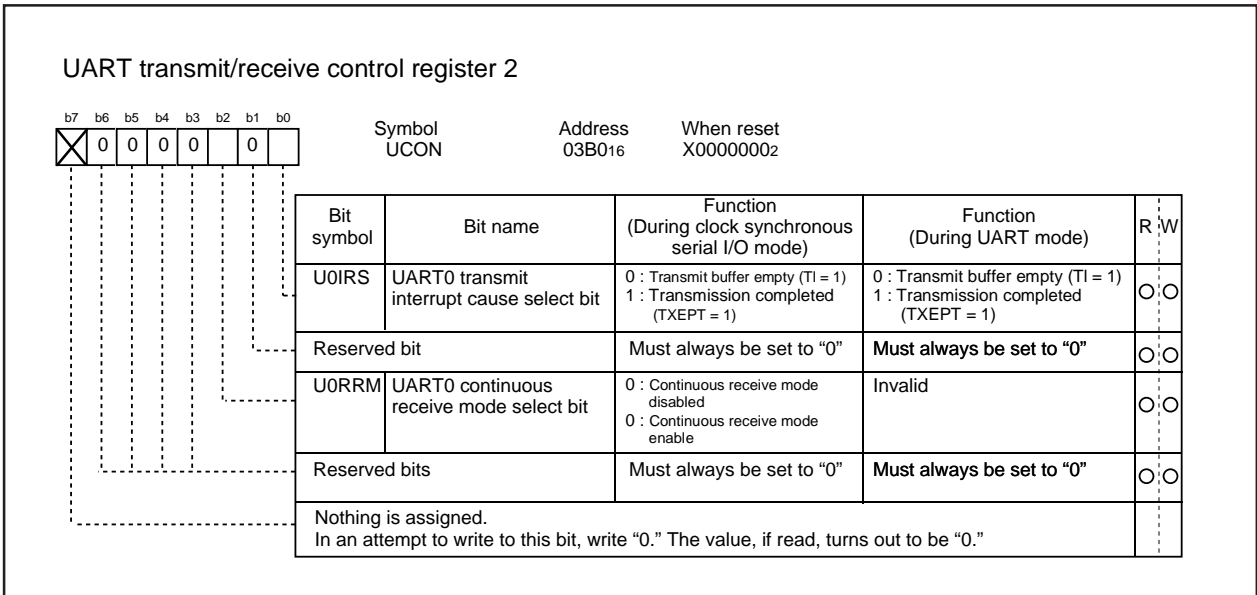 UART transmit/receive control register 2
b7 b6 b5 b4 b3 b2 b1 b0
0 0 0 0 0
Symbol Address When reset
UCON 03B016 X00000002
Bit symbol
Bit name
Function
(During clock synchronous
serial I/O mode)
Function
(During UART mode)
R W
U0IRS
UART0 transmit
interrupt cause select bit
0 : Transmit buffer empty (TI = 1)
1 : Transmission completed
(TXEPT = 1)
0 : Transmit buffer empty (TI = 1)
1 : Transmission completed
(TXEPT = 1)
Reserved bit
Must always be set to “0”
Must always be set to “0”
U0RRM
UART0 continuous
receive mode select bit
0 : Continuous receive mode
disabled
0 : Continuous receive mode
enable
Invalid
Reserved bits
Must always be set to “0”
Must always be set to “0”
Nothing is assigned.
In an attempt to write to this bit, write “0.” The value, if read, turns out to be “0.”